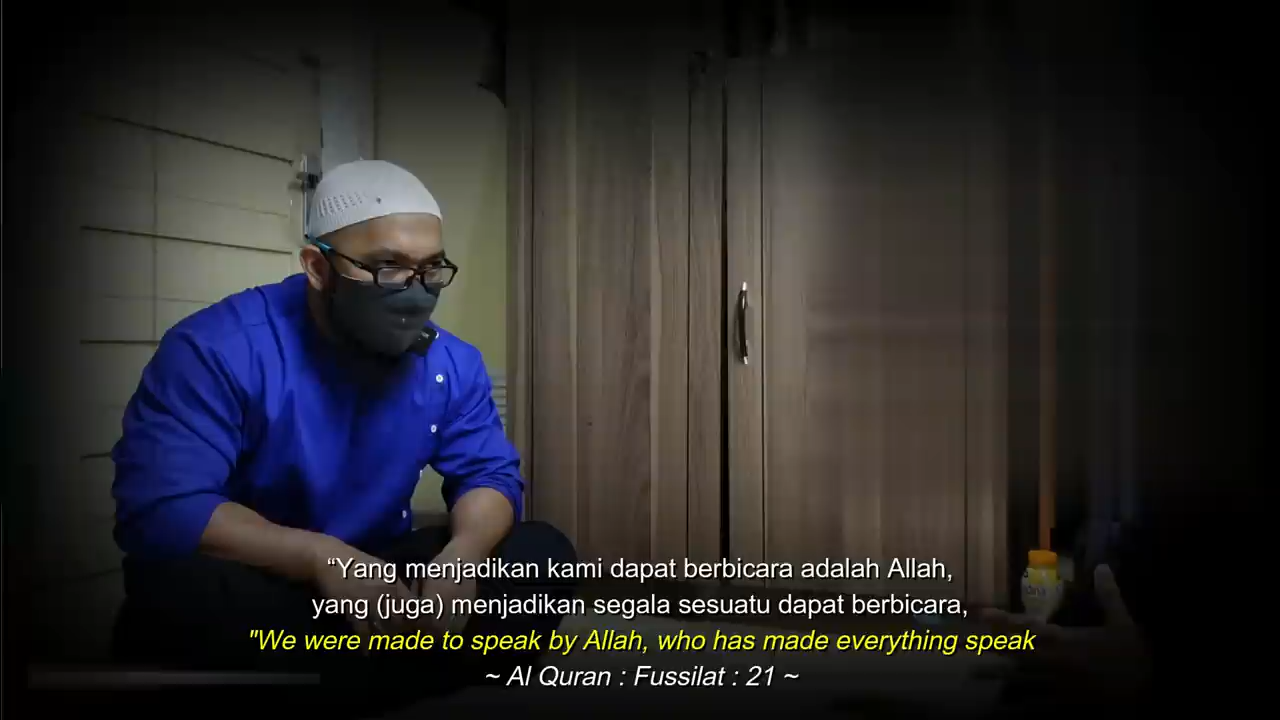 “Yang menjadikan kami dapat berbicara adalah Allah,
yang (juga) menjadikan segala sesuatu dapat berbicara,
"We were made to speak by Allah, who has made everything speak
~ Al Quran : Fussilat : 21 ~